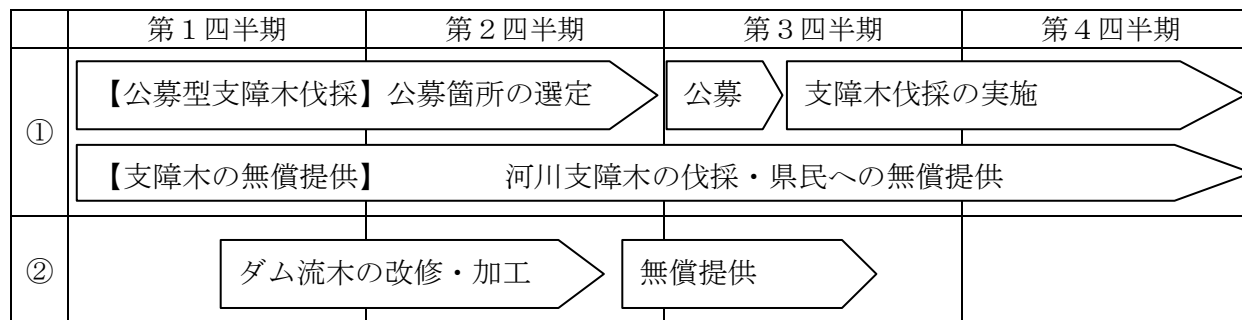 第１四半期 第２四半期 第３四半期 第４四半期
①
【公募型支障木伐採】公募箇所の選定 公募 支障木伐採の実施
【支障木の無償提供】 河川支障木の伐採・県民への無償提供
② ダム流木の改修・加工 無償提供